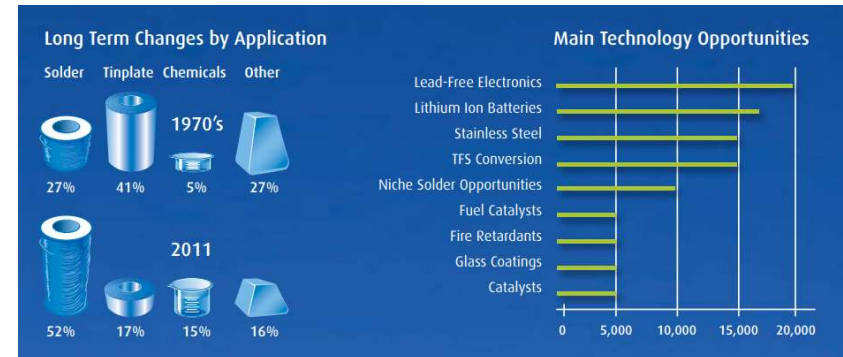 Long Term Changes by Application
Solder Tinplate Chemicals Other
1970's
27% 41% 5% 27%
2011
52% 17% 15% 16%
Main Technology Opportunities
Lead-Free Electronics
Lithium Ion Batteries
Stainless Steel
TFS Conversion
Niche Solder Opportunities
Fuel Catalysts
Fire Retardants
Glass Coatings
Catalysts
0 5,000 10,000 15,000 20,000